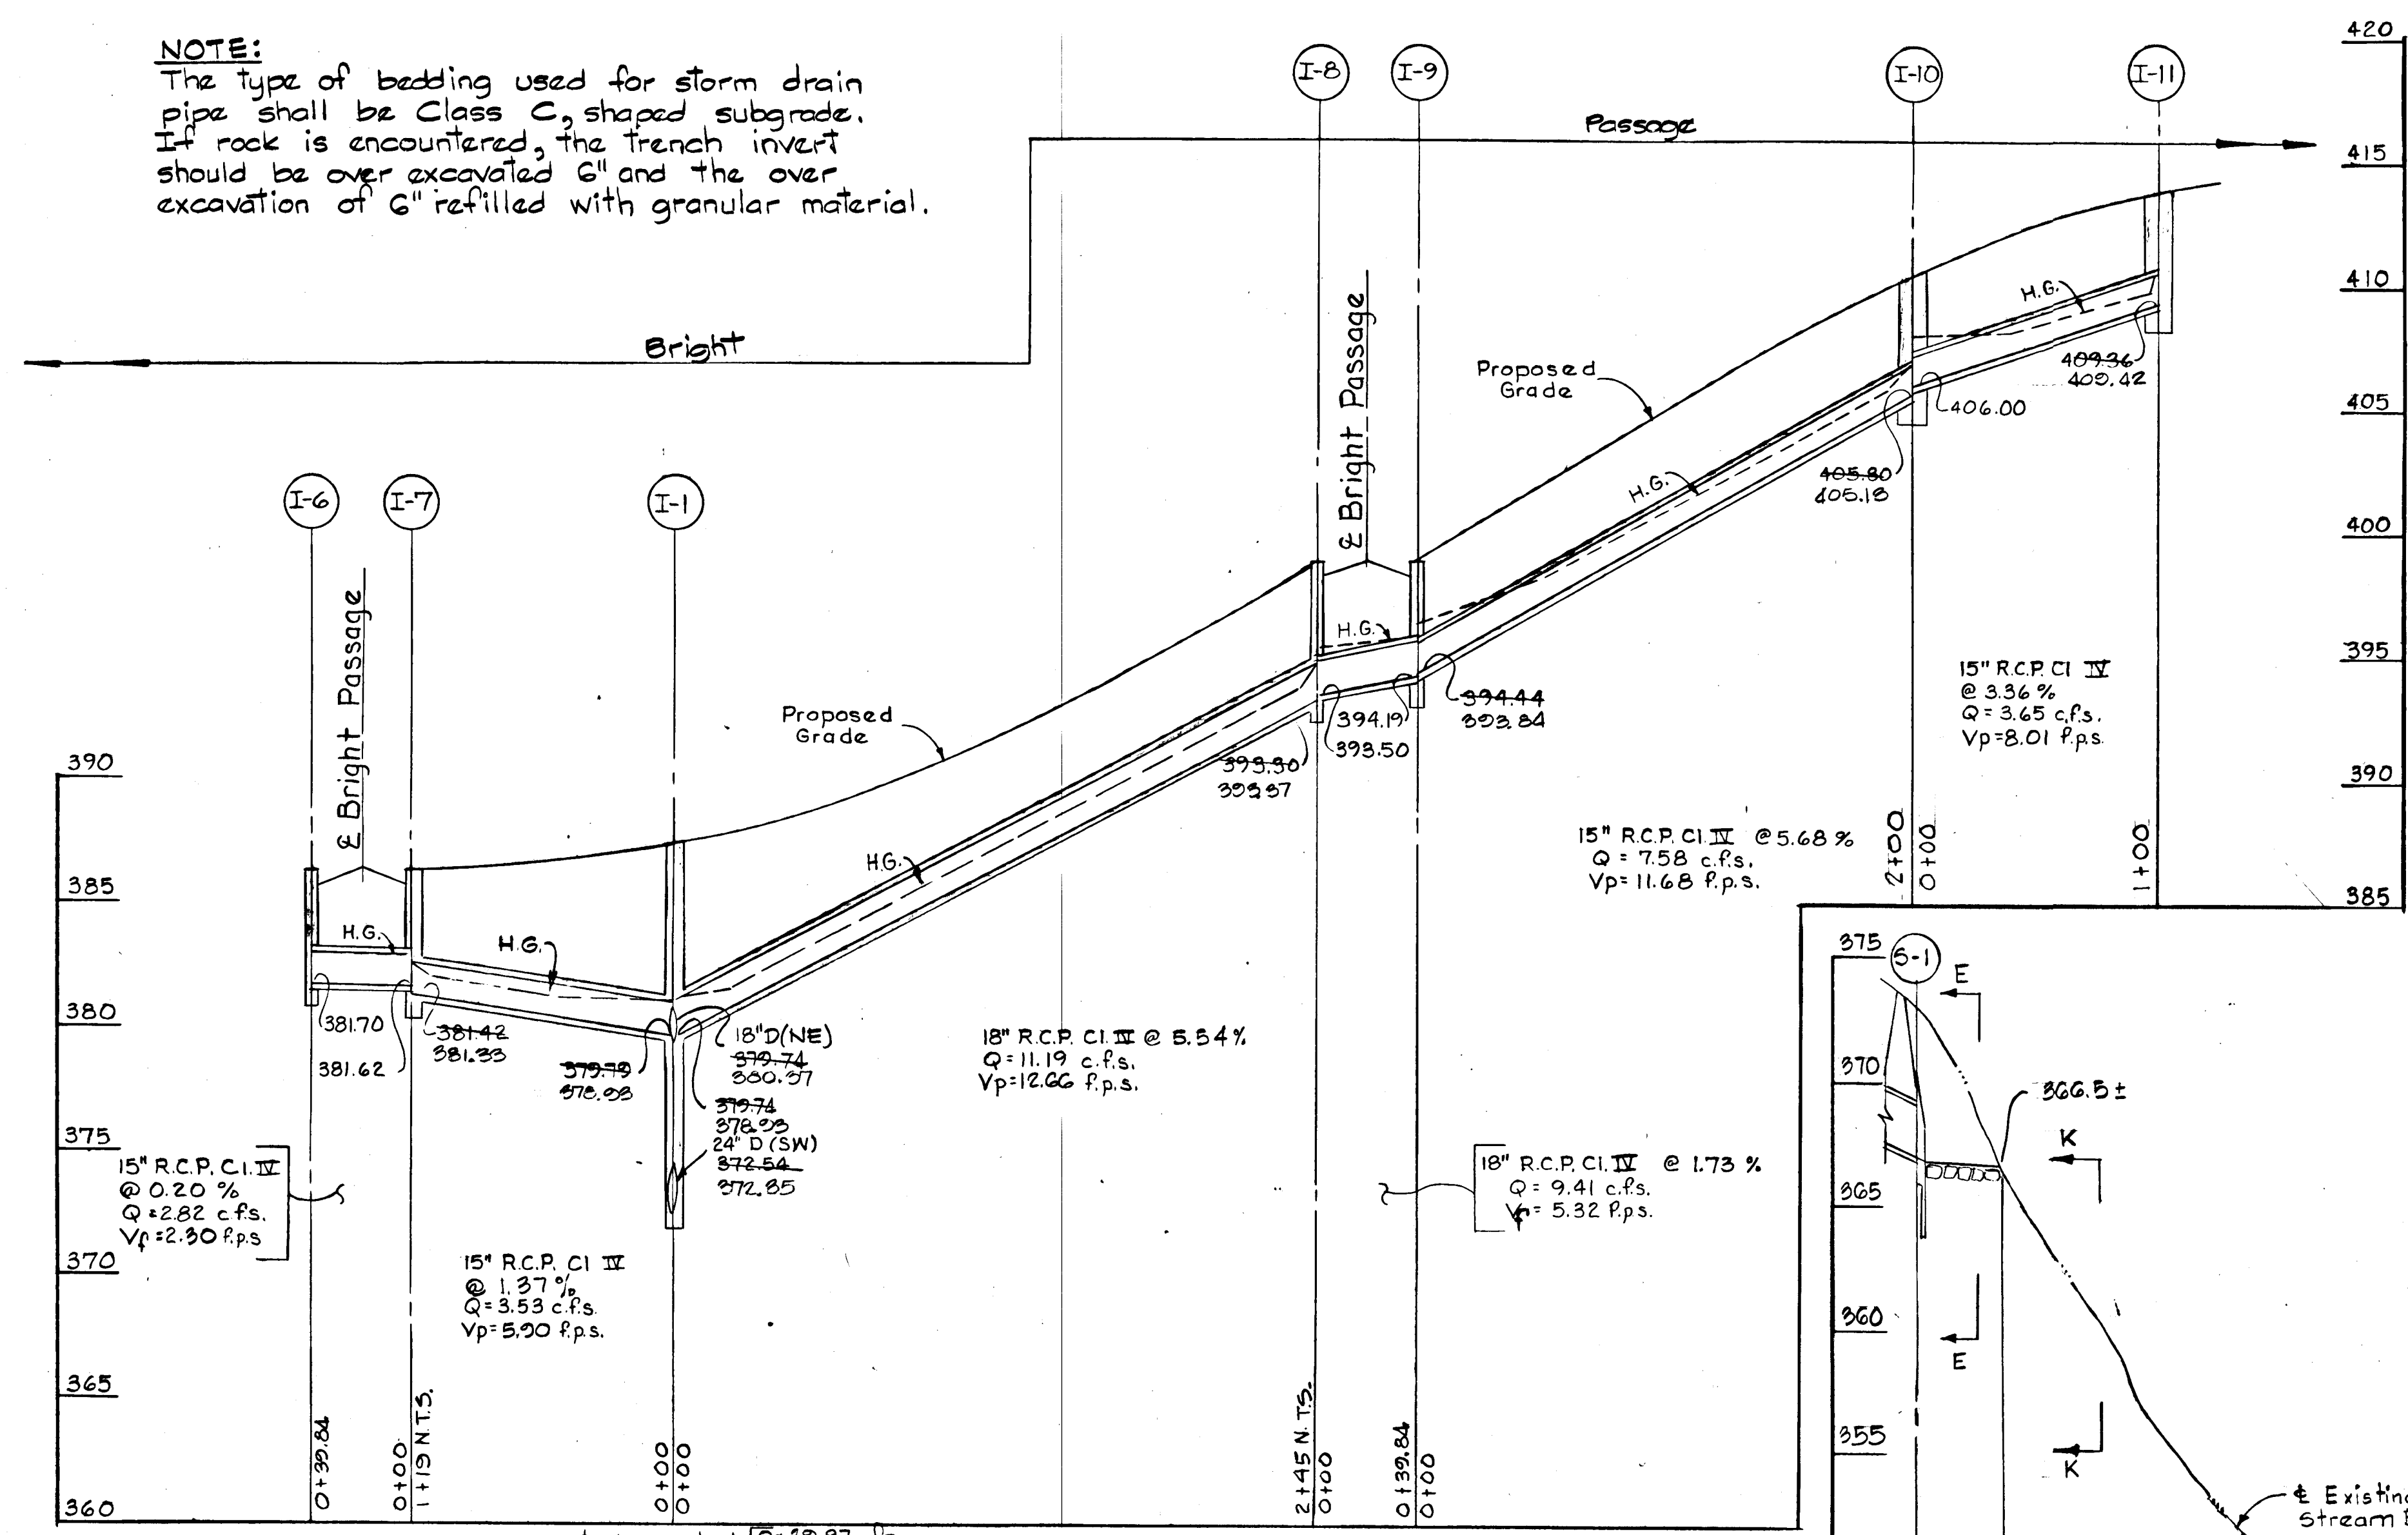 NOTE:
The type of bedding used for storm drain
pipe shall be Class C, shaped subgrade.
If rock is encountered, the trench invert
should be over excavated 6" and the over
excavation of 6" refilled with granular material.
I-8
I-9
I-10
I-11
420
415
410
405
400
395
390
385
Passage
Bright
℄ Bright Passage
Proposed
Grade
H.G.
H.G.
H.G.
409.36
409.42
406.00
405.80
405.13
394.44
393.84
394.19
393.50
393.30
393.37
15" R.C.P. Cl IV
@ 3.36 %
Q = 3.65 c.f.s.
Vp = 8.01 f.p.s.
15" R.C.P. Cl. IV @ 5.68 %
Q = 7.58 c.f.s.
Vp = 11.68 f.p.s.
2+00
0+00
1+00
I-6
I-7
I-1
℄ Bright Passage
Proposed
Grade
390
385
380
375
370
365
360
H.G.
H.G.
H.G.
381.70
381.62
381.42
381.33
379.79
378.93
18" D (NE)
379.74
380.37
379.74
378.93
24" D (SW)
372.54
372.85
18" R.C.P. Cl. IV @ 5.54 %
Q = 11.19 c.f.s.
Vp = 12.66 f.p.s.
18" R.C.P. Cl. IV @ 1.73 %
Q = 9.41 c.f.s.
Vf = 5.32 f.p.s.
15" R.C.P. Cl. IV
@ 0.20 %
Q = 2.82 c.f.s.
Vf = 2.30 f.p.s
15" R.C.P. Cl IV
@ 1.37 %
Q = 3.53 c.f.s.
Vp = 5.90 f.p.s.
0+39.84
0+00
1+19 N.T.S.
0+00
0+00
2+45 N.T.S.
0+00
0+39.84
0+00
375
370
365
360
355
S-1
E
366.5 ±
K
E
K
℄ Existing
Stream